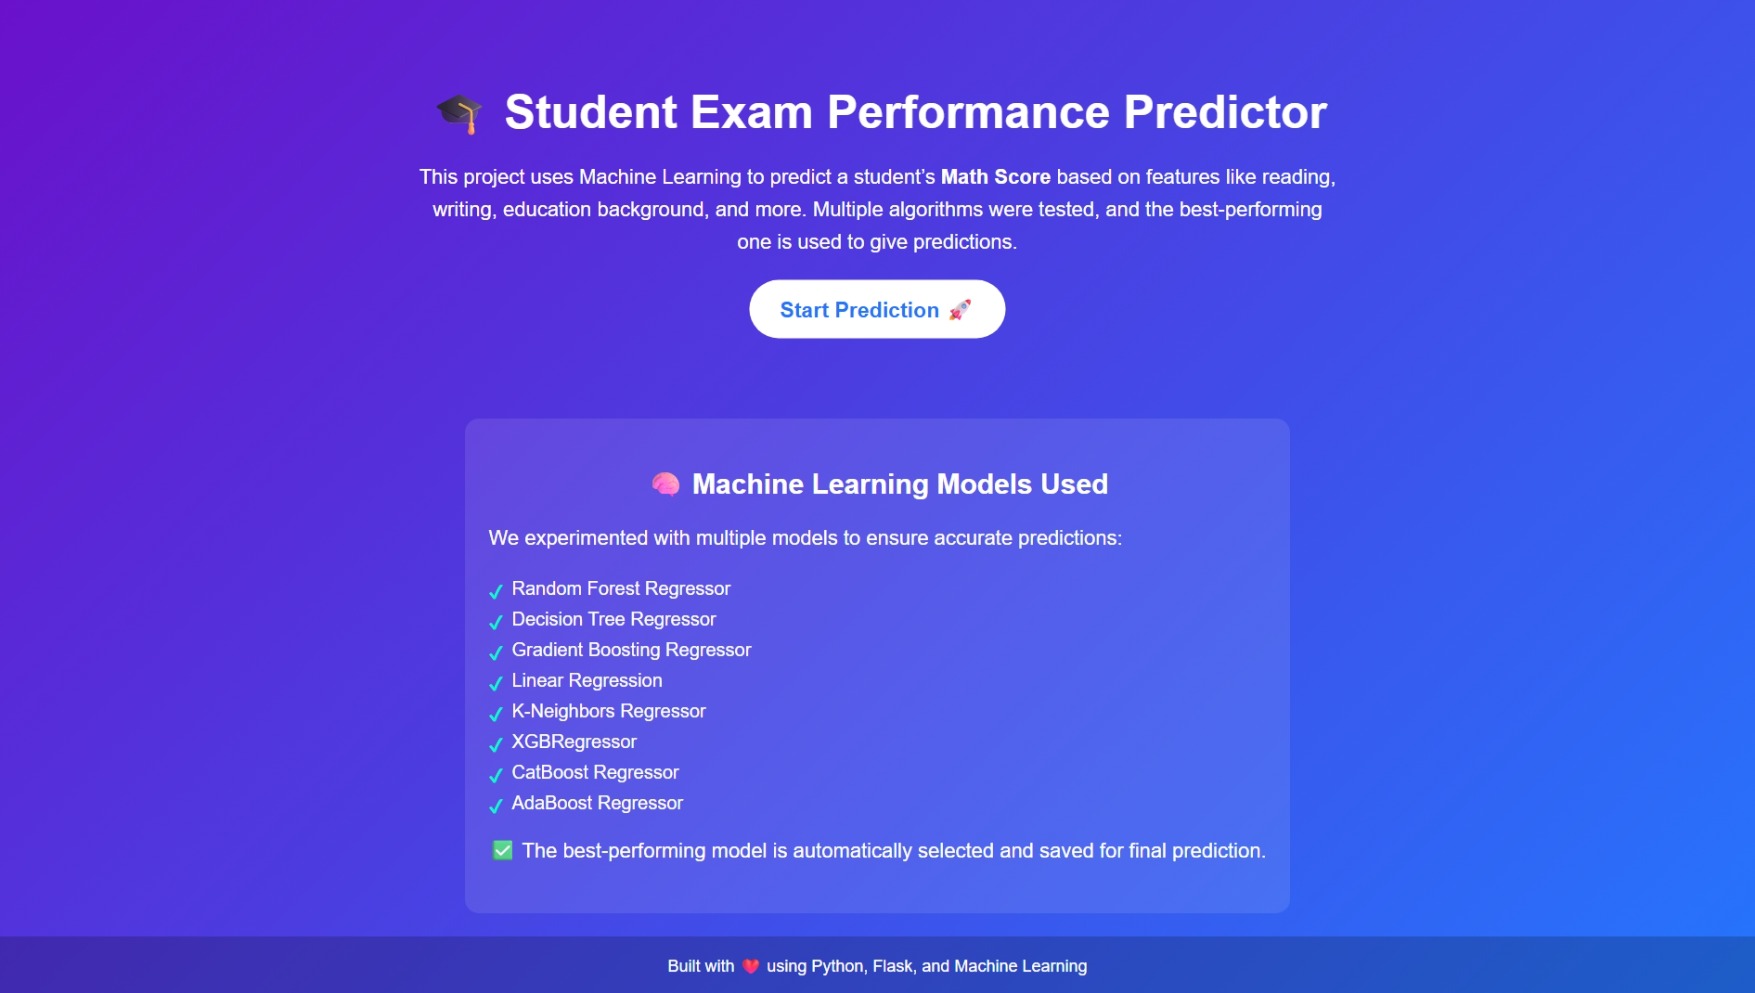 🎓 Student Exam Performance Predictor
This project uses Machine Learning to predict a student’s Math Score based on features like reading,
writing, education background, and more. Multiple algorithms were tested, and the best-performing
one is used to give predictions.
Start Prediction 🚀
🧠 Machine Learning Models Used
We experimented with multiple models to ensure accurate predictions:
✓ Random Forest Regressor
✓ Decision Tree Regressor
✓ Gradient Boosting Regressor
✓ Linear Regression
✓ K-Neighbors Regressor
✓ XGBRegressor
✓ CatBoost Regressor
✓ AdaBoost Regressor
✅ The best-performing model is automatically selected and saved for final prediction.
Built with ❤️ using Python, Flask, and Machine Learning